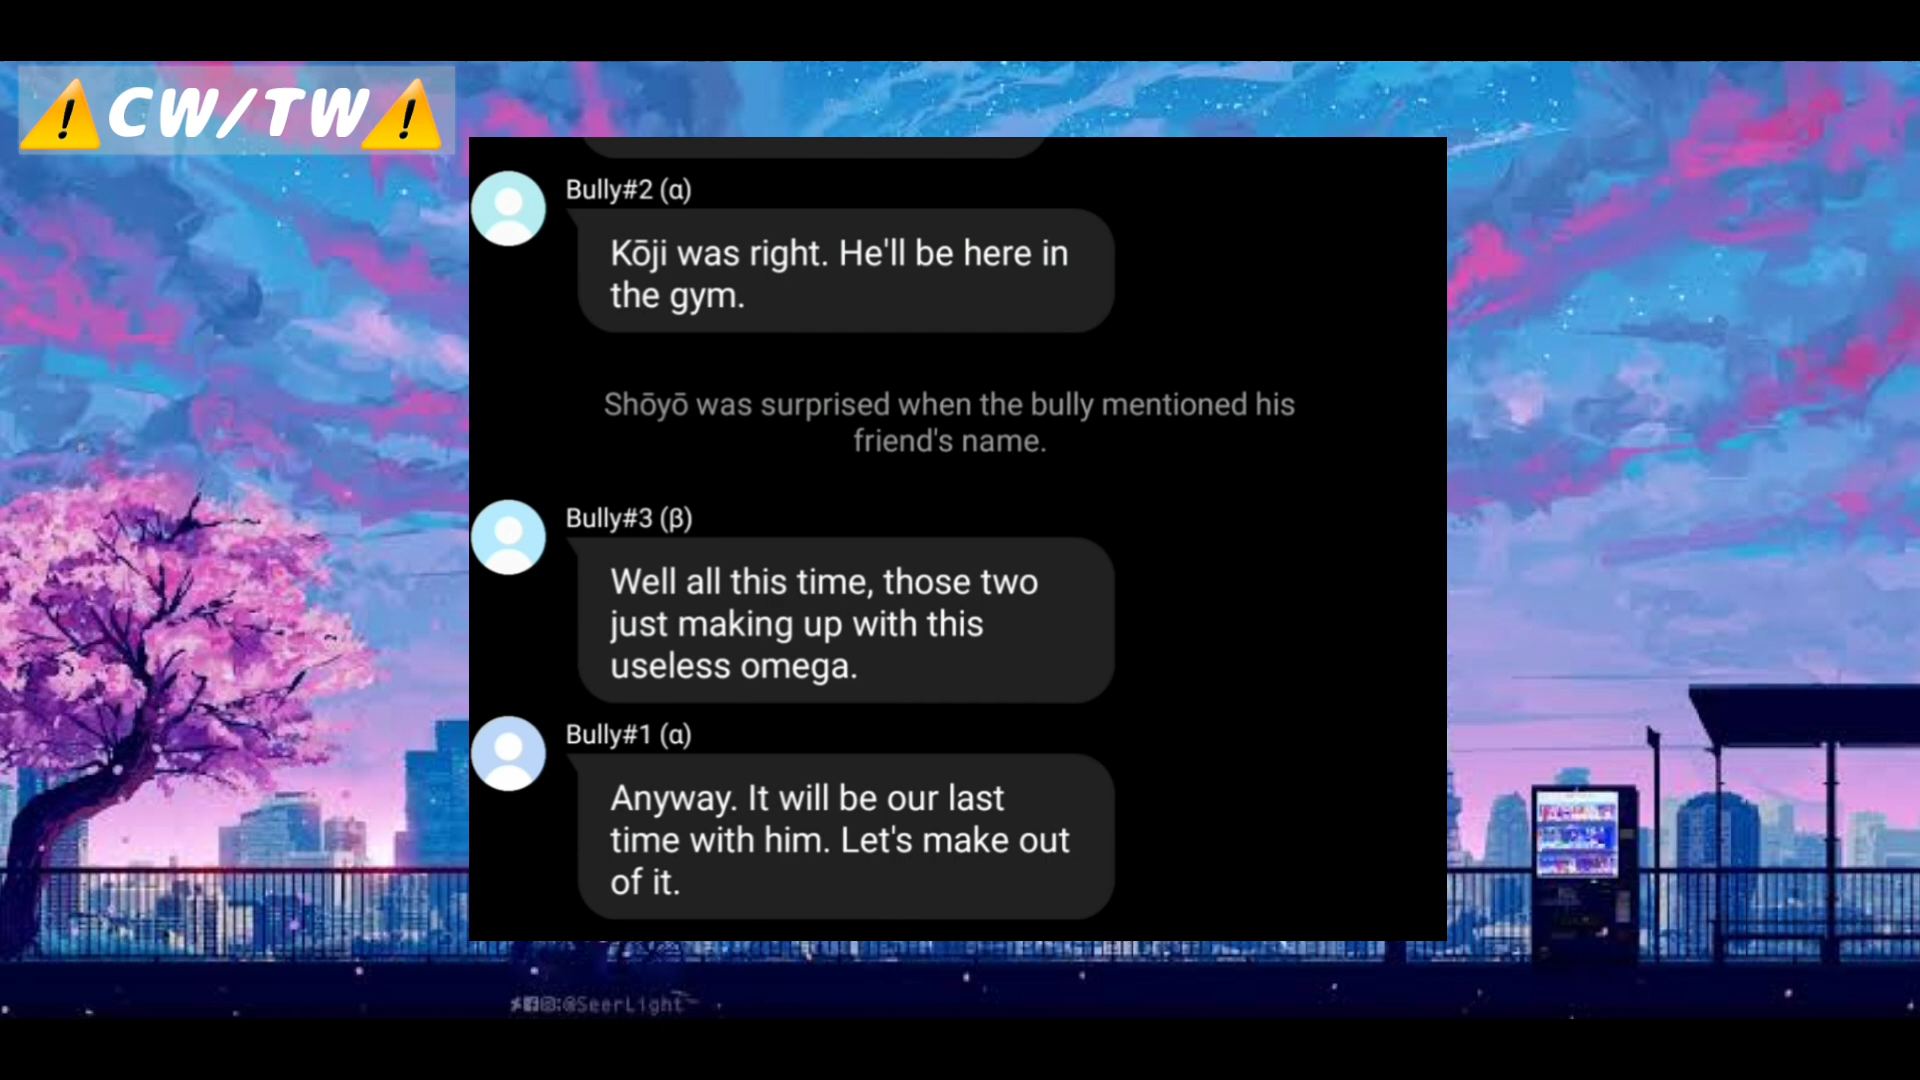 ⚠CW/TW⚠
Bully#2 (α)
Kōji was right. He'll be here in
the gym.
Shōyō was surprised when the bully mentioned his
friend's name.
Bully#3 (β)
Well all this time, those two
just making up with this
useless omega.
Bully#1 (α)
Anyway. It will be our last
time with him. Let's make out
of it.
@SeerLight